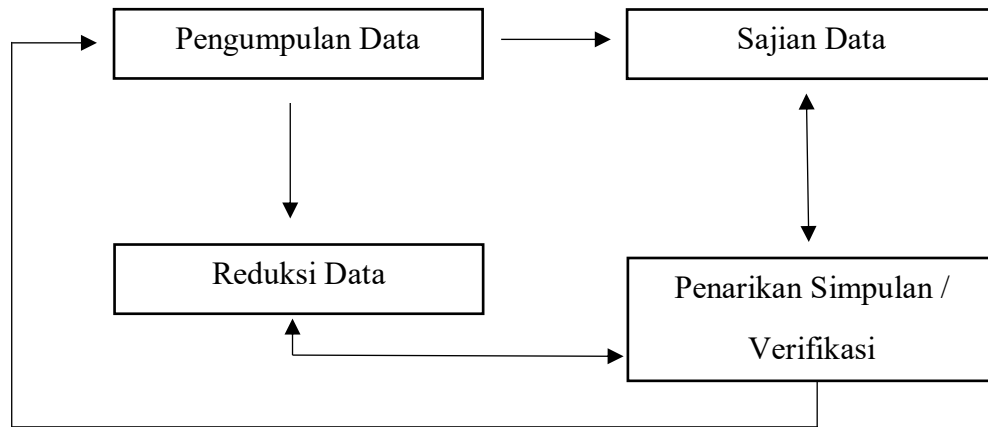 Pengumpulan Data
Sajian Data
Reduksi Data
Penarikan Simpulan /
Verifikasi